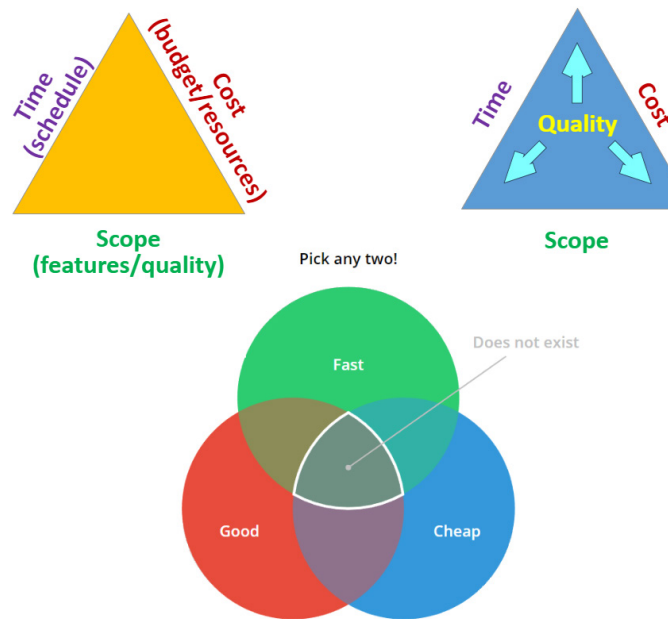 Time
(schedule)
Cost
(budget/resources)
Scope
(features/quality)
Time
Quality
Cost
Scope
Pick any two!
Does not exist
Fast
Good
Cheap